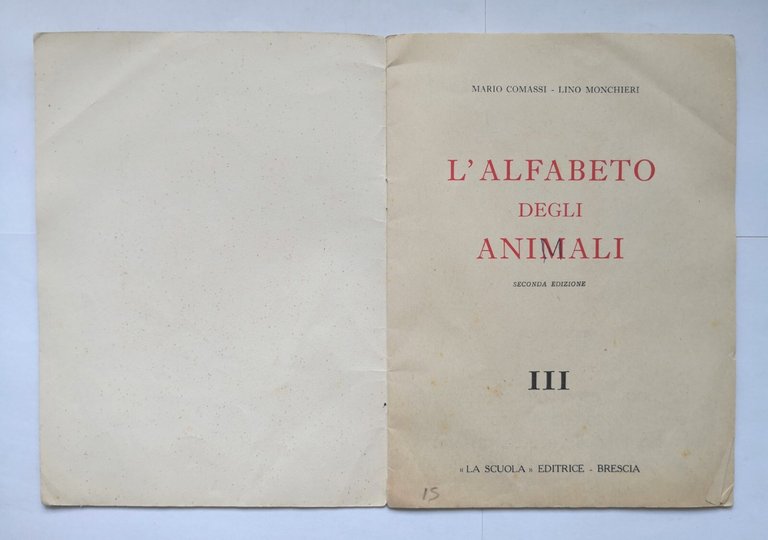 MARIO COMASSI - LINO MONCHIERI
L'ALFABETO
DEGLI
ANIMALI
SECONDA EDIZIONE
III
« LA SCUOLA » EDITRICE - BRESCIA
15